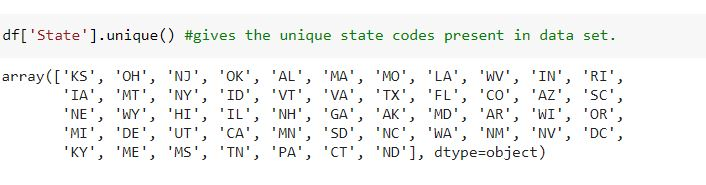 df['State'].unique() #gives the unique state codes present in data set.
array(['KS', 'OH', 'NJ', 'OK', 'AL', 'MA', 'MO', 'LA', 'WV', 'IN', 'RI',
'IA', 'MT', 'NY', 'ID', 'VT', 'VA', 'TX', 'FL', 'CO', 'AZ', 'SC',
'NE', 'WY', 'HI', 'IL', 'NH', 'GA', 'AK', 'MD', 'AR', 'WI', 'OR',
'MI', 'DE', 'UT', 'CA', 'MN', 'SD', 'NC', 'WA', 'NM', 'NV', 'DC',
'KY', 'ME', 'MS', 'TN', 'PA', 'CT', 'ND'], dtype=object)